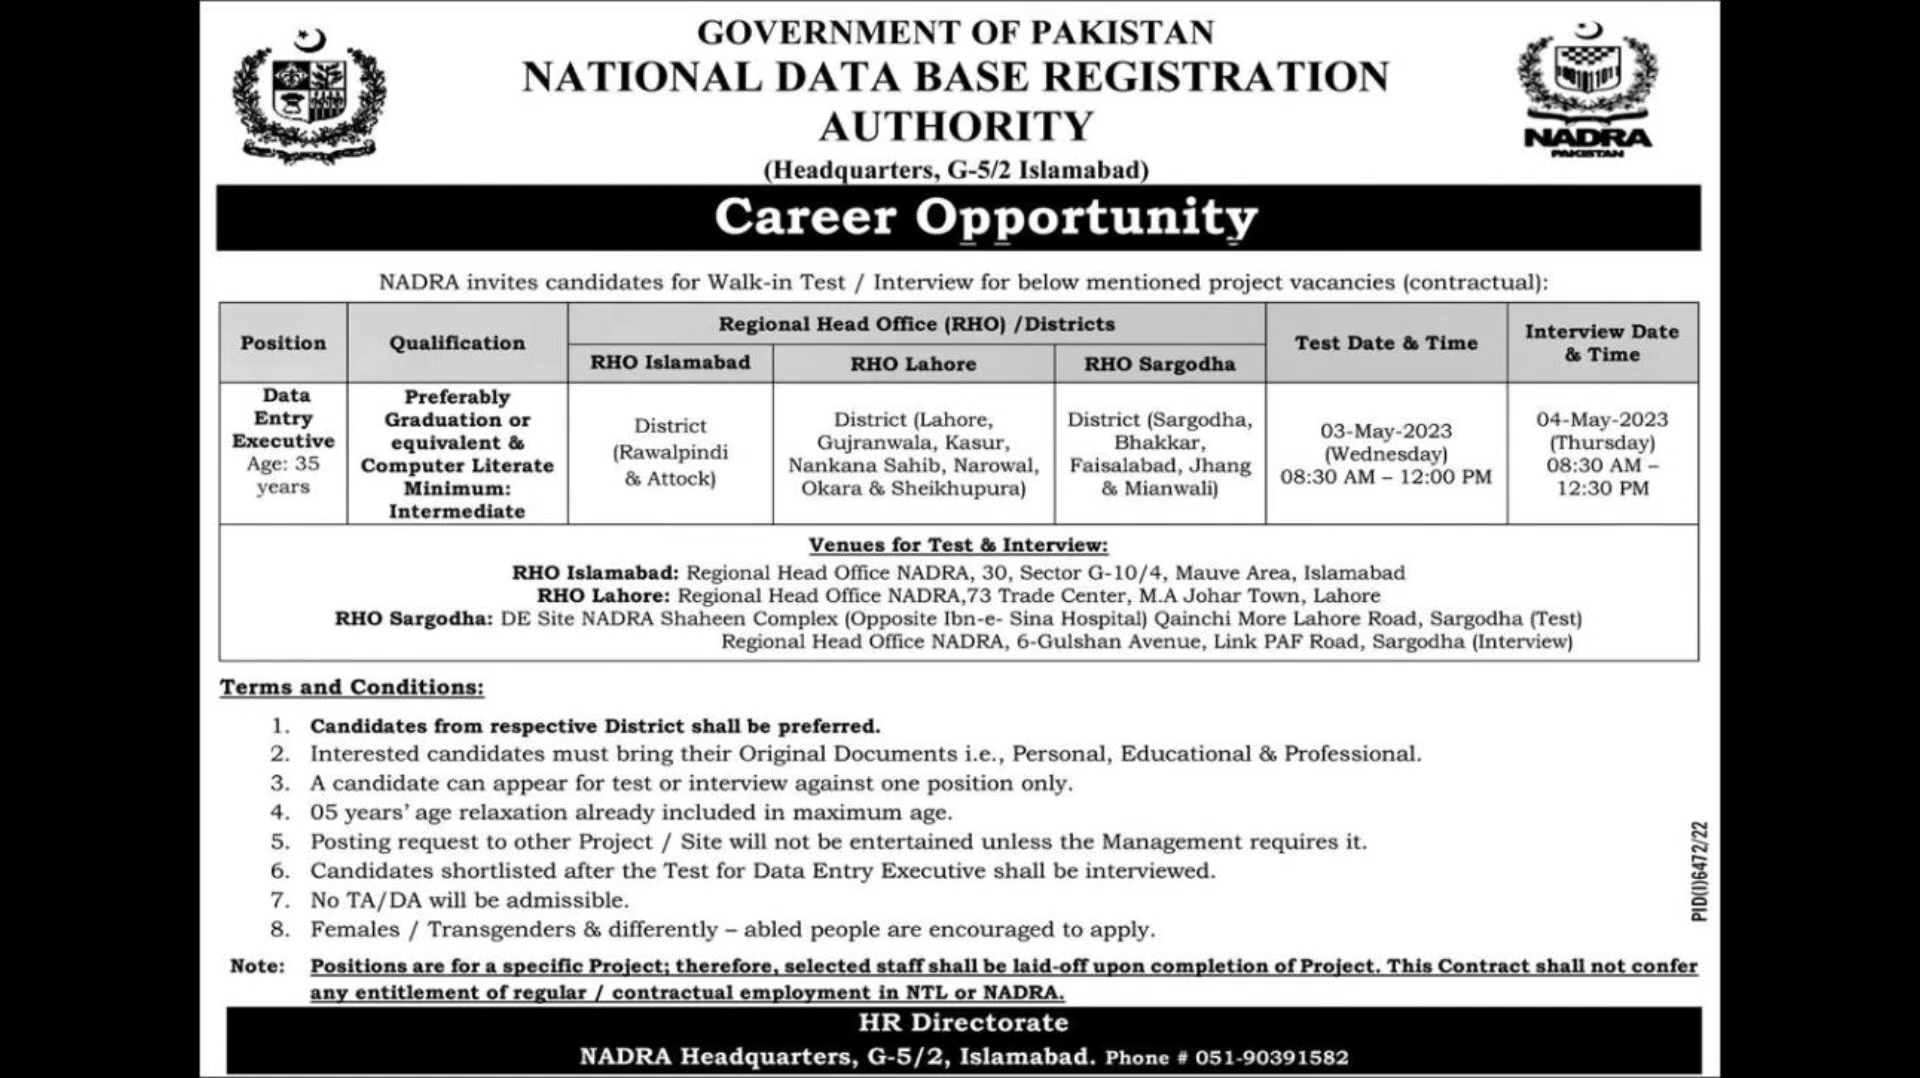 GOVERNMENT OF PAKISTAN
NATIONAL DATA BASE REGISTRATION
AUTHORITY
(Headquarters, G-5/2 Islamabad)
NADRA
PAKISTAN
Career Opportunity
NADRA invites candidates for Walk-in Test / Interview for below mentioned project vacancies (contractual):
Position
Qualification
Regional Head Office (RHO) /Districts
RHO Islamabad
RHO Lahore
RHO Sargodha
Test Date & Time
Interview Date
& Time
Data
Entry
Executive
Age: 35
years
Preferably
Graduation or
equivalent &
Computer Literate
Minimum:
Intermediate
District
(Rawalpindi
& Attock)
District (Lahore,
Gujranwala, Kasur,
Nankana Sahib, Narowal,
Okara & Sheikhupura)
District (Sargodha,
Bhakkar,
Faisalabad, Jhang
& Mianwali)
03-May-2023
(Wednesday)
08:30 AM – 12:00 PM
04-May-2023
(Thursday)
08:30 AM –
12:30 PM
Venues for Test & Interview:
RHO Islamabad: Regional Head Office NADRA, 30, Sector G-10/4, Mauve Area, Islamabad
RHO Lahore: Regional Head Office NADRA,73 Trade Center, M.A Johar Town, Lahore
RHO Sargodha: DE Site NADRA Shaheen Complex (Opposite Ibn-e- Sina Hospital) Qainchi More Lahore Road, Sargodha (Test)
Regional Head Office NADRA, 6-Gulshan Avenue, Link PAF Road, Sargodha (Interview)
Terms and Conditions:
1. Candidates from respective District shall be preferred.
2. Interested candidates must bring their Original Documents i.e., Personal, Educational & Professional.
3. A candidate can appear for test or interview against one position only.
4. 05 years' age relaxation already included in maximum age.
5. Posting request to other Project / Site will not be entertained unless the Management requires it.
6. Candidates shortlisted after the Test for Data Entry Executive shall be interviewed.
7. No TA/DA will be admissible.
8. Females / Transgenders & differently – abled people are encouraged to apply.
PID(I)6472/22
Note: Positions are for a specific Project; therefore, selected staff shall be laid-off upon completion of Project. This Contract shall not confer
any entitlement of regular / contractual employment in NTL or NADRA.
HR Directorate
NADRA Headquarters, G-5/2, Islamabad. Phone # 051-90391582